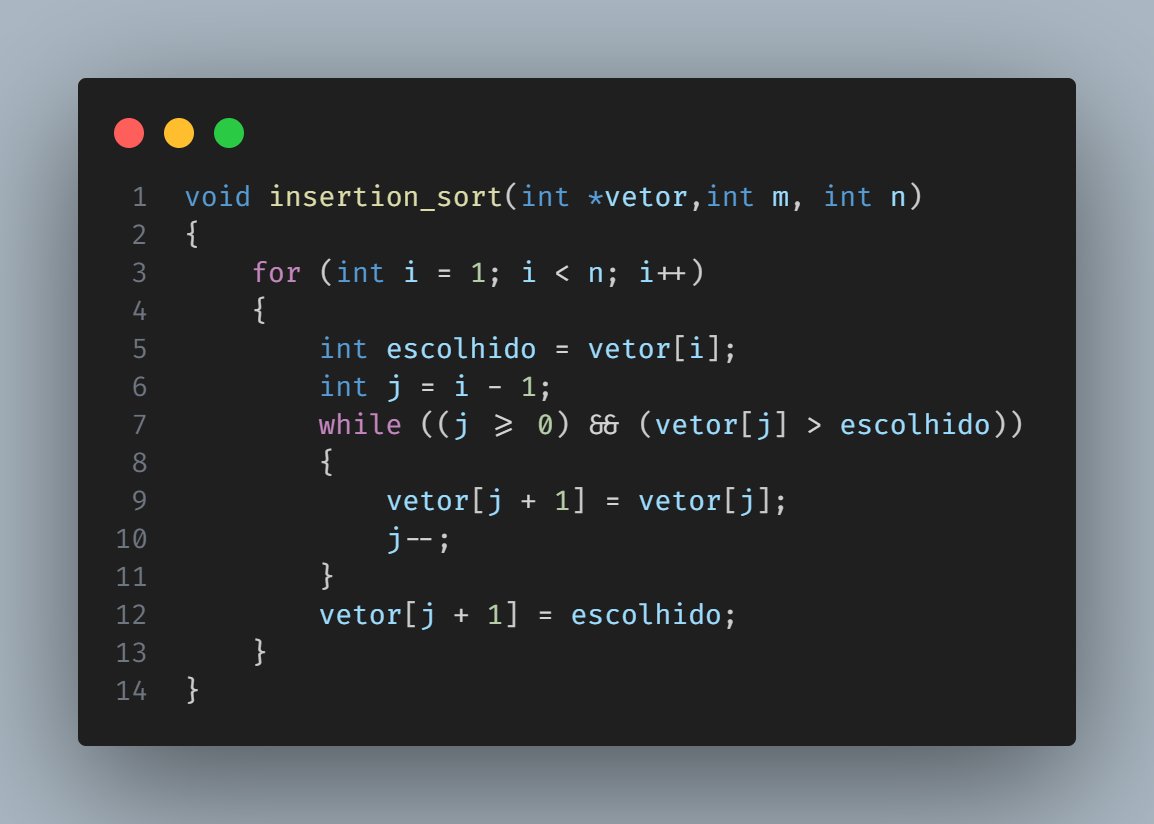 1 void insertion_sort(int *vetor,int m, int n)
2 {
3     for (int i = 1; i < n; i++)
4     {
5         int escolhido = vetor[i];
6         int j = i - 1;
7         while ((j >= 0) && (vetor[j] > escolhido))
8         {
9             vetor[j + 1] = vetor[j];
10             j--;
11         }
12         vetor[j + 1] = escolhido;
13     }
14 }